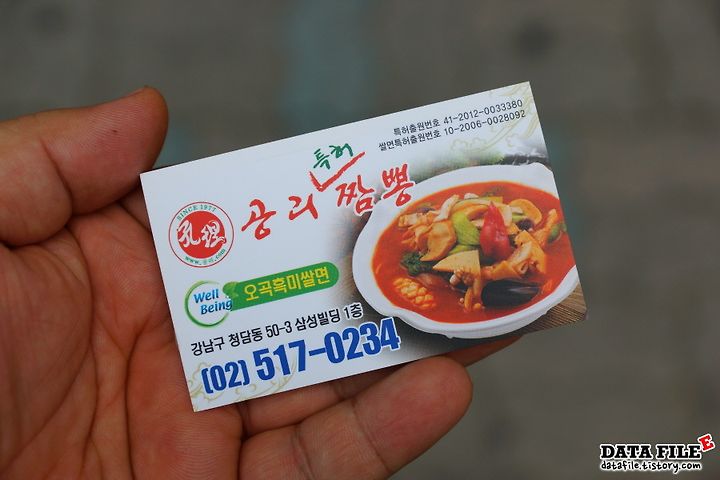 특허출원번호 41-2012-0033380
쌀면특허출원번호 10-2006-0028092
특허
공리 짬뽕
SINCE 1977
孔理
Well Being 오곡흑미쌀면
강남구 청담동 50-3 삼성빌딩 1층
(02) 517-0234
DATA FILE
datafile.tistory.com